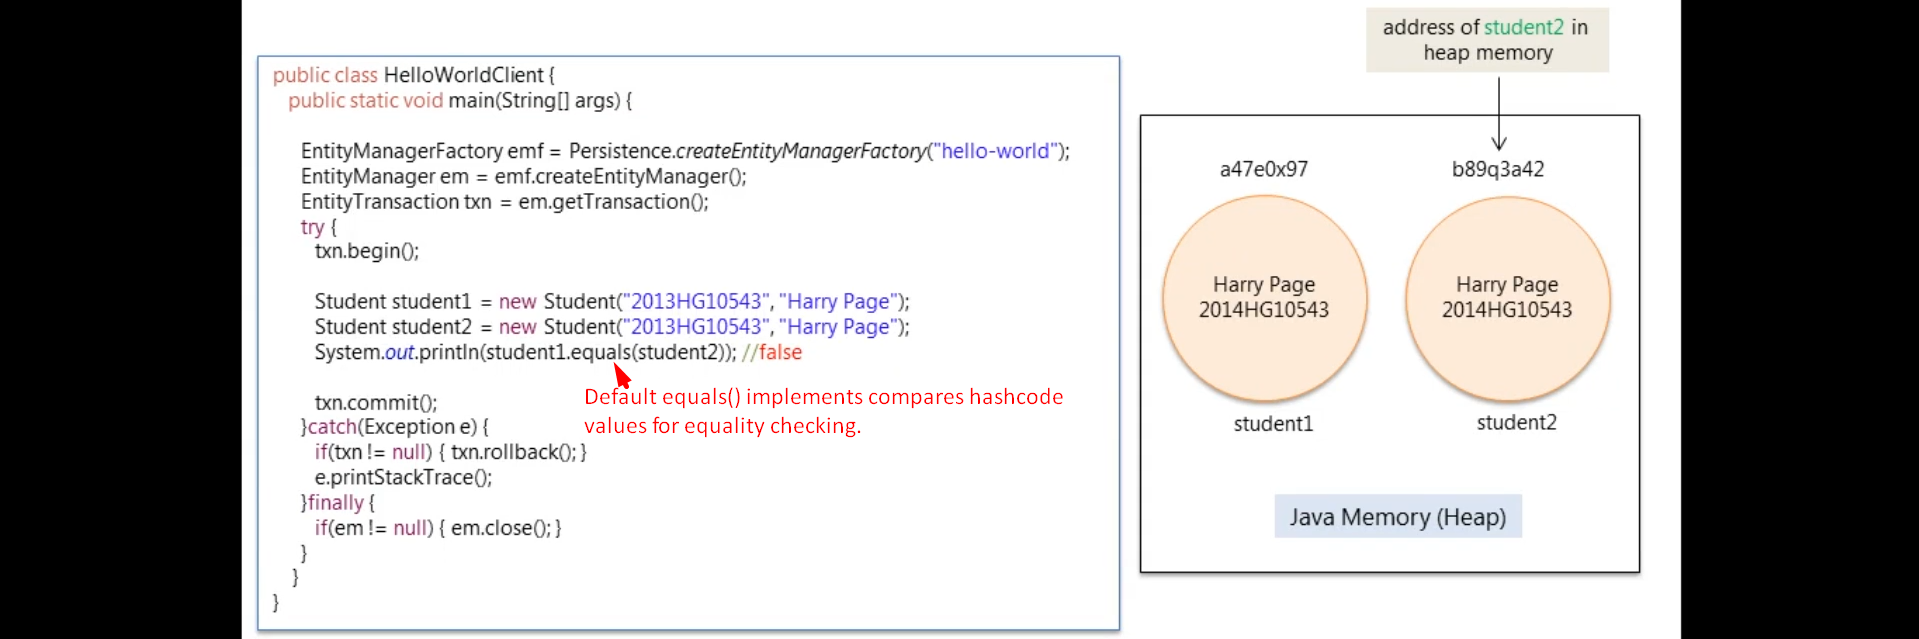 public class HelloWorldClient {
public static void main(String[] args) {
EntityManagerFactory emf = Persistence.createEntityManagerFactory("hello-world");
EntityManager em = emf.createEntityManager();
EntityTransaction txn = em.getTransaction();
try {
txn.begin();
Student student1 = new Student("2013HG10543", "Harry Page");
Student student2 = new Student("2013HG10543", "Harry Page");
System.out.println(student1.equals(student2)); //false
Default equals() implements compares hashcode
values for equality checking.
txn.commit();
}catch(Exception e) {
if(txn != null) { txn.rollback(); }
e.printStackTrace();
}finally {
if(em != null) { em.close(); }
}
}
}
address of student2 in
heap memory
a47e0x97
b89q3a42
Harry Page
2014HG10543
Harry Page
2014HG10543
student1
student2
Java Memory (Heap)